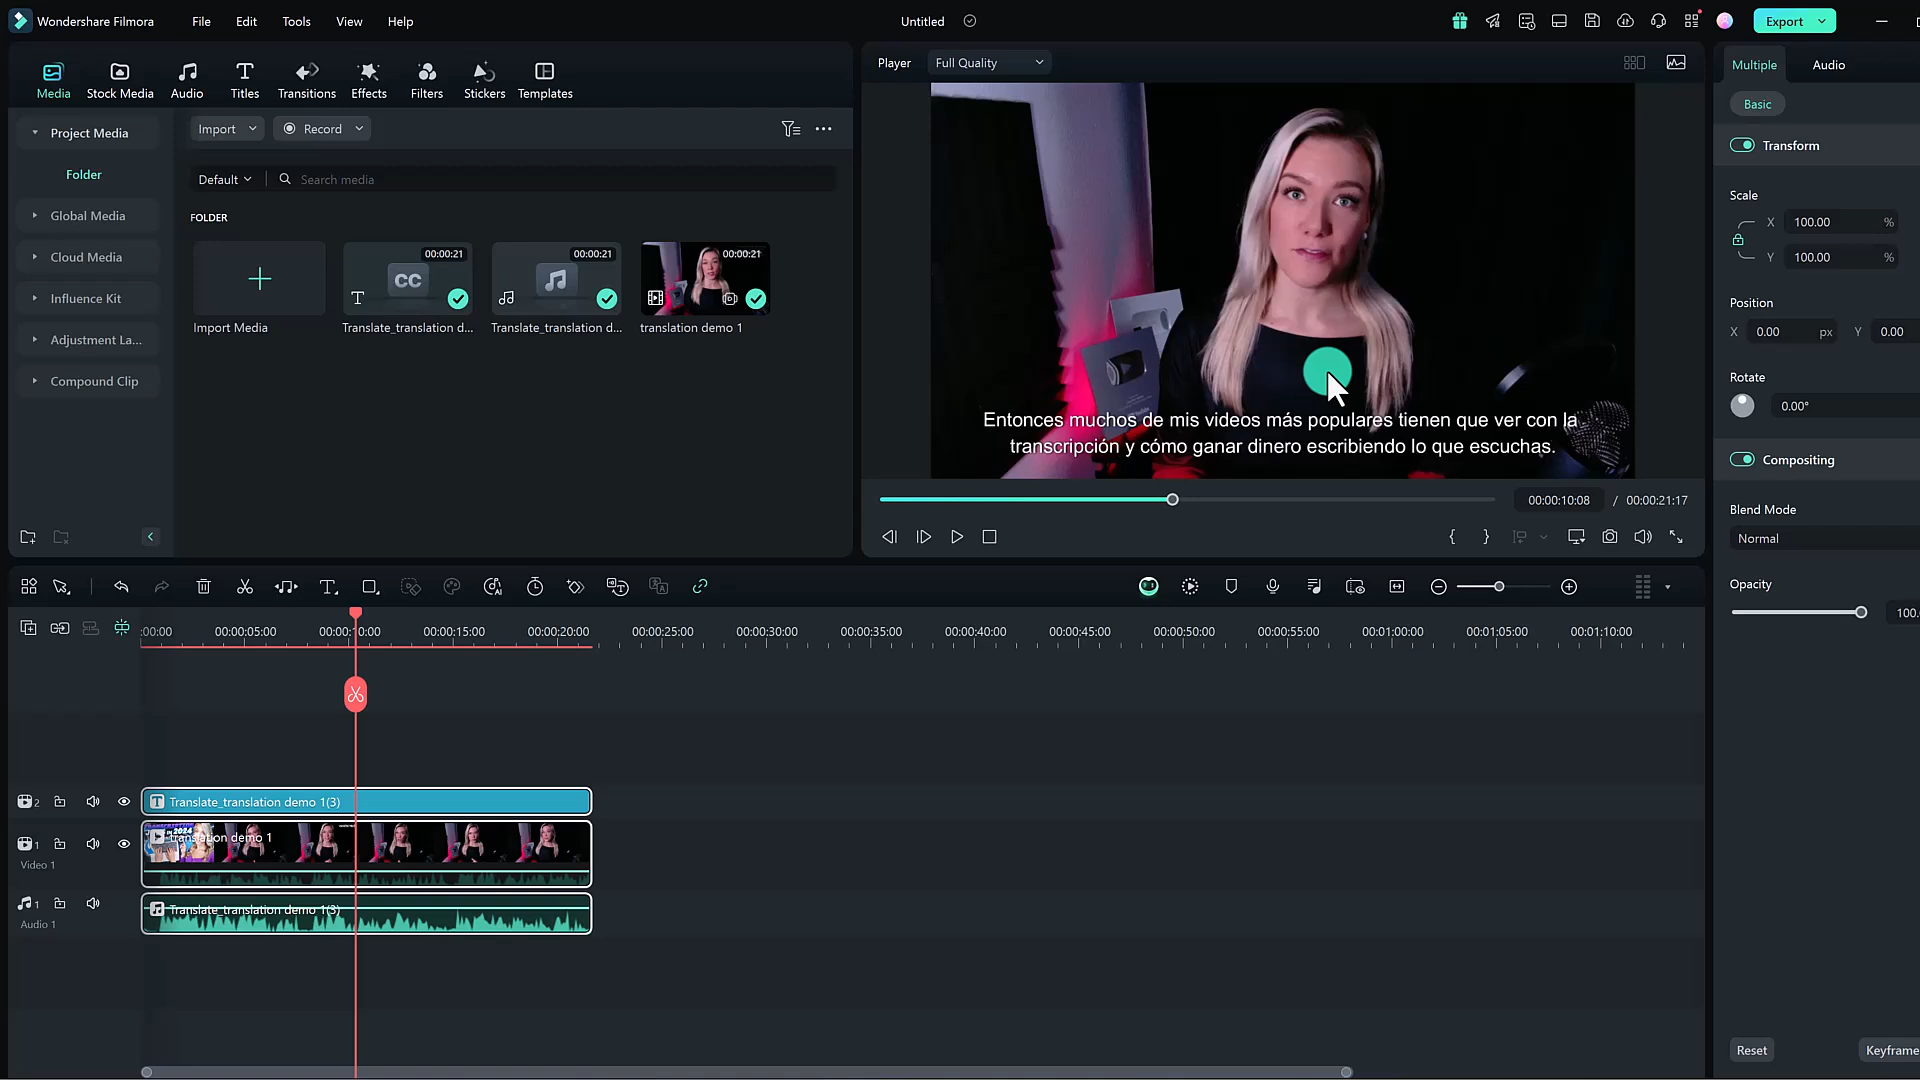 Wondershare Filmora
File
Edit
Tools
View
Help
Untitled
Export
Media
Stock Media
Audio
Titles
Transitions
Effects
Filters
Stickers
Templates
Player
Full Quality
Multiple
Audio
Basic
Project Media
Folder
Global Media
Cloud Media
Influence Kit
Adjustment La...
Compound Clip
Import
Record
Default
Search media
FOLDER
00:00:21
00:00:21
00:00:21
CC
Import Media
Translate_translation d...
Translate_translation d...
translation demo 1
Entonces muchos de mis videos más populares tienen que ver con la
transcripción y cómo ganar dinero escribiendo lo que escuchas.
00:00:10:08 / 00:00:21:17
Transform
Scale
X 100.00 %
Y 100.00 %
Position
X 0.00 px Y 0.00
Rotate
0.00°
Compositing
Blend Mode
Normal
Opacity
100.
Reset
Keyframe
:00:00
00:00:05:00
00:00:10:00
00:00:15:00
00:00:20:00
00:00:25:00
00:00:30:00
00:00:35:00
00:00:40:00
00:00:45:00
00:00:50:00
00:00:55:00
00:01:00:00
00:01:05:00
00:01:10:00
2
Translate_translation demo 1(3)
1
Video 1
translation demo 1
1
Audio 1
Translate_translation demo 1(3)